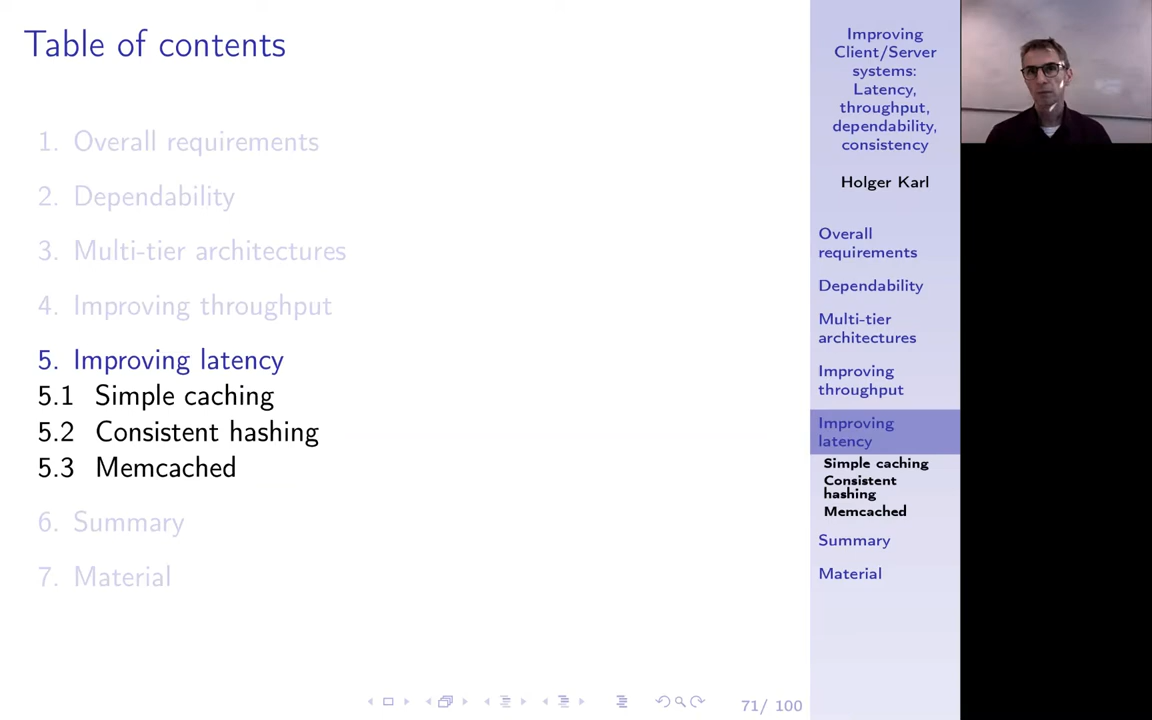 Table of contents
1. Overall requirements
2. Dependability
3. Multi-tier architectures
4. Improving throughput
5. Improving latency
5.1 Simple caching
5.2 Consistent hashing
5.3 Memcached
6. Summary
7. Material
71/ 100
Improving
Client/Server
systems:
Latency,
throughput,
dependability,
consistency
Holger Karl
Overall
requirements
Dependability
Multi-tier
architectures
Improving
throughput
Improving
latency
Simple caching
Consistent
hashing
Memcached
Summary
Material